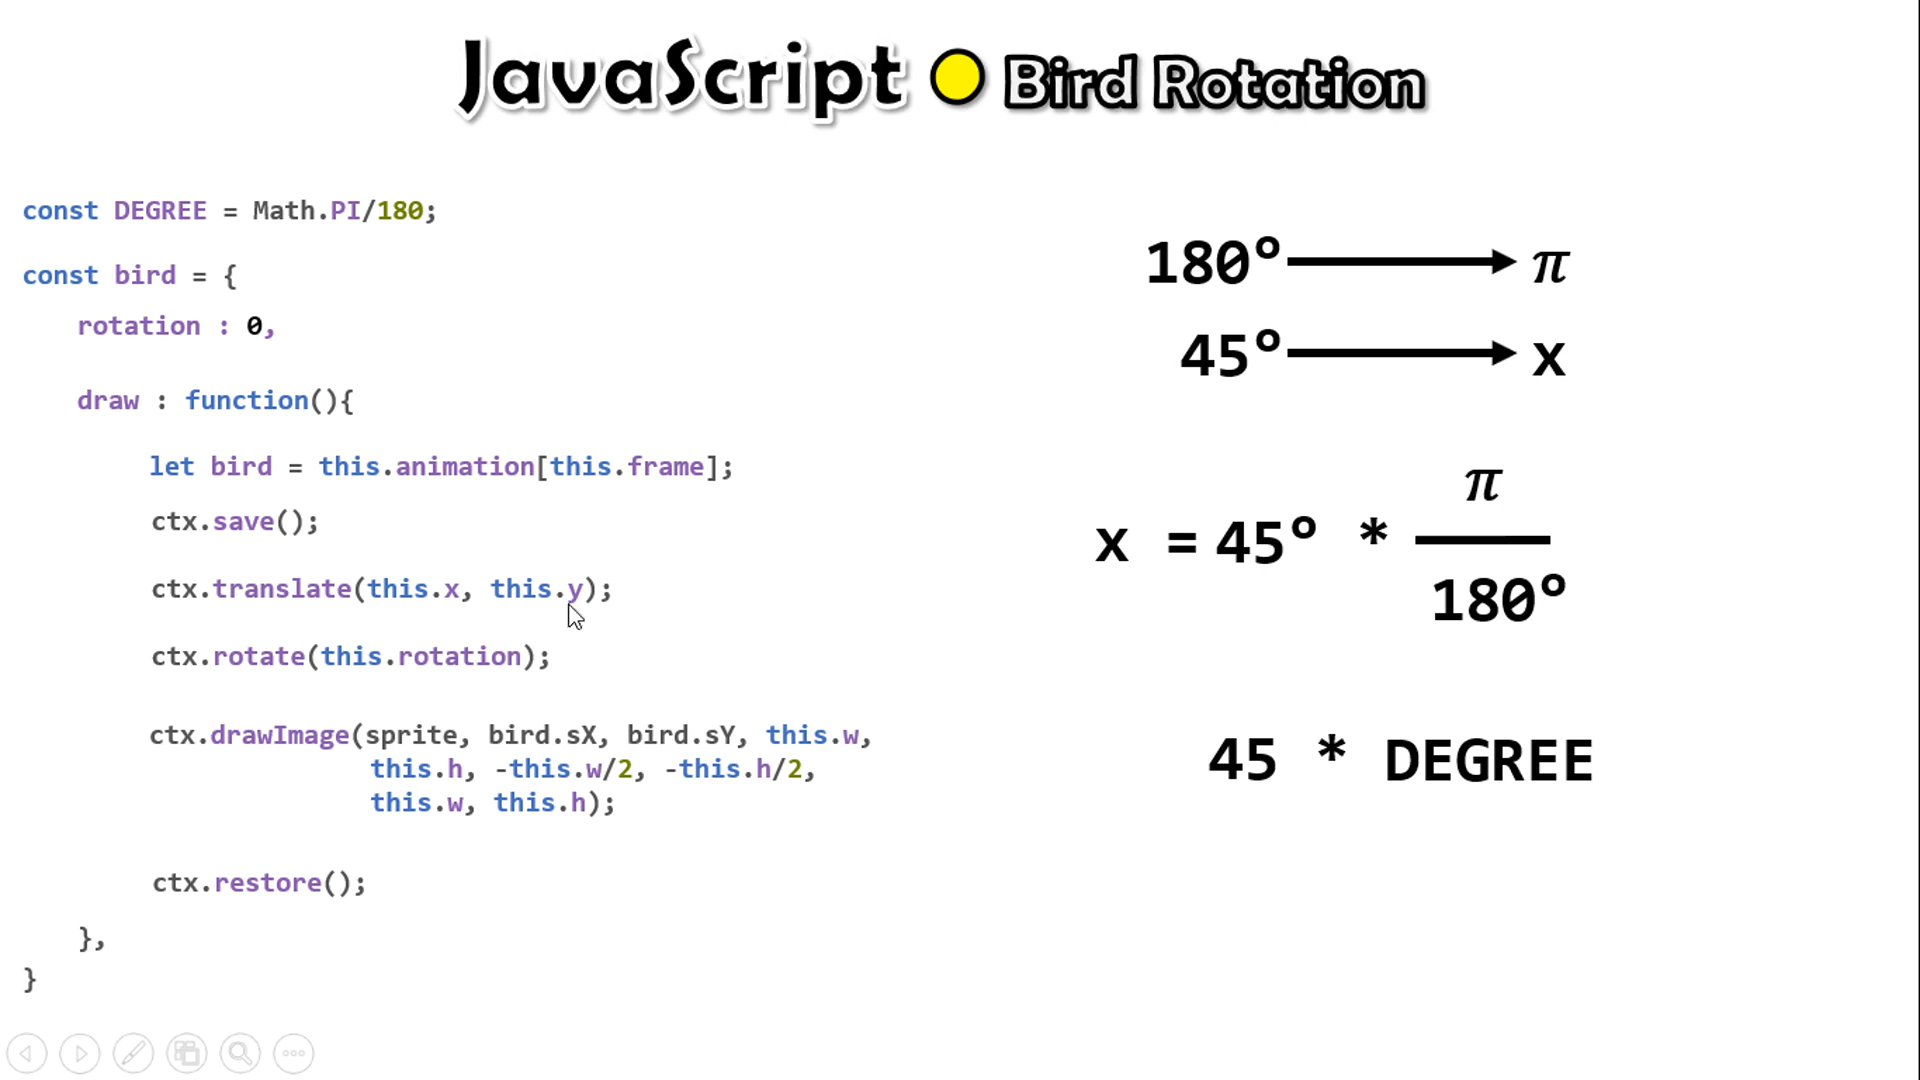 JavaScript Bird Rotation
const DEGREE = Math.PI/180;
const bird = {
rotation : 0,
draw : function(){
let bird = this.animation[this.frame];
ctx.save();
ctx.translate(this.x, this.y);
ctx.rotate(this.rotation);
ctx.drawImage(sprite, bird.sX, bird.sY, this.w,
this.h, -this.w/2, -this.h/2,
this.w, this.h);
ctx.restore();
},
}
180° π
45° x
x = 45° * π
180°
45 * DEGREE